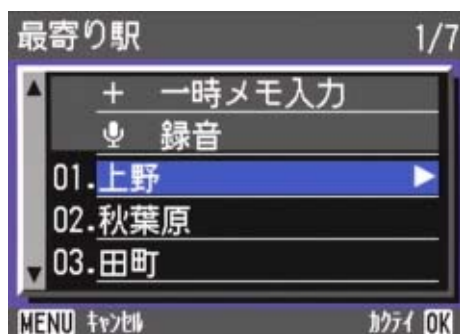 最寄り駅 1/7
+ 一時メモ入力
録音
01.上野
02.秋葉原
03.田町
MENU ｷｬﾝｾﾙ ｶｸﾃｲ OK